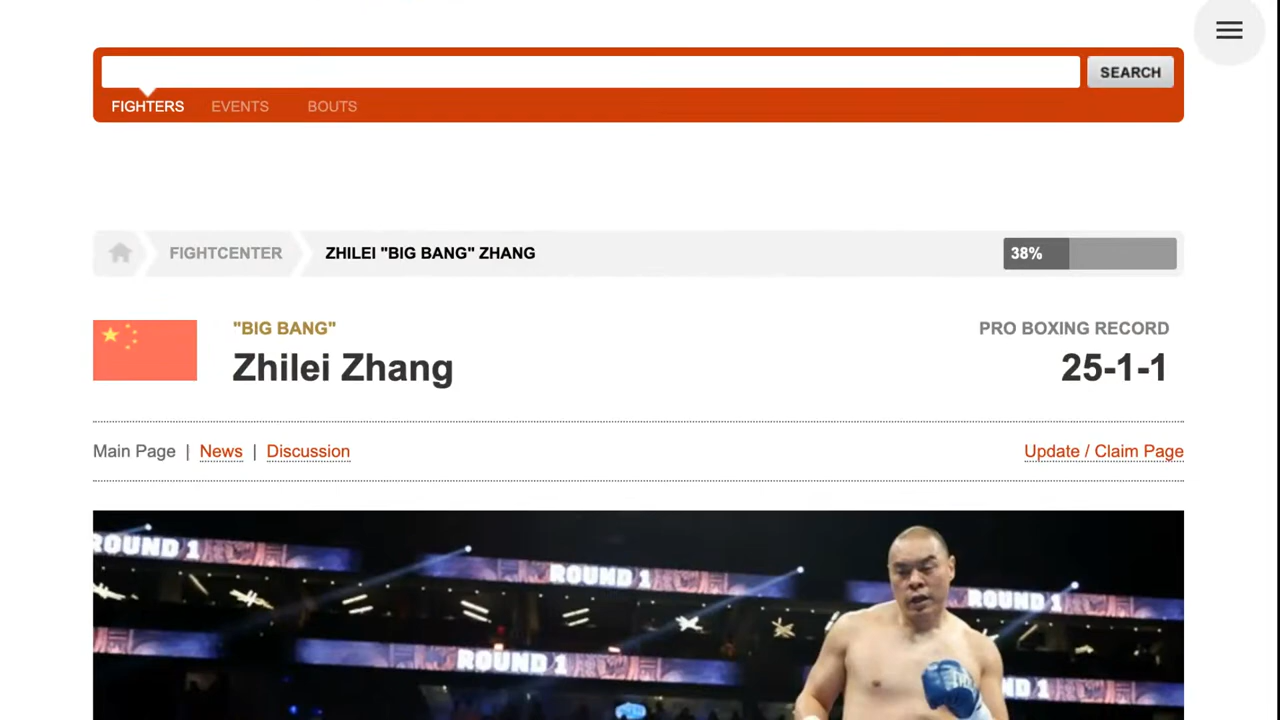 SEARCH
FIGHTERS EVENTS BOUTS
FIGHTCENTER ZHILEI "BIG BANG" ZHANG 38%
"BIG BANG" PRO BOXING RECORD
Zhilei Zhang 25-1-1
Main Page | News | Discussion Update / Claim Page
ROUND 1
ROUND 1
ROUND 1
ROUND 1
ND 1